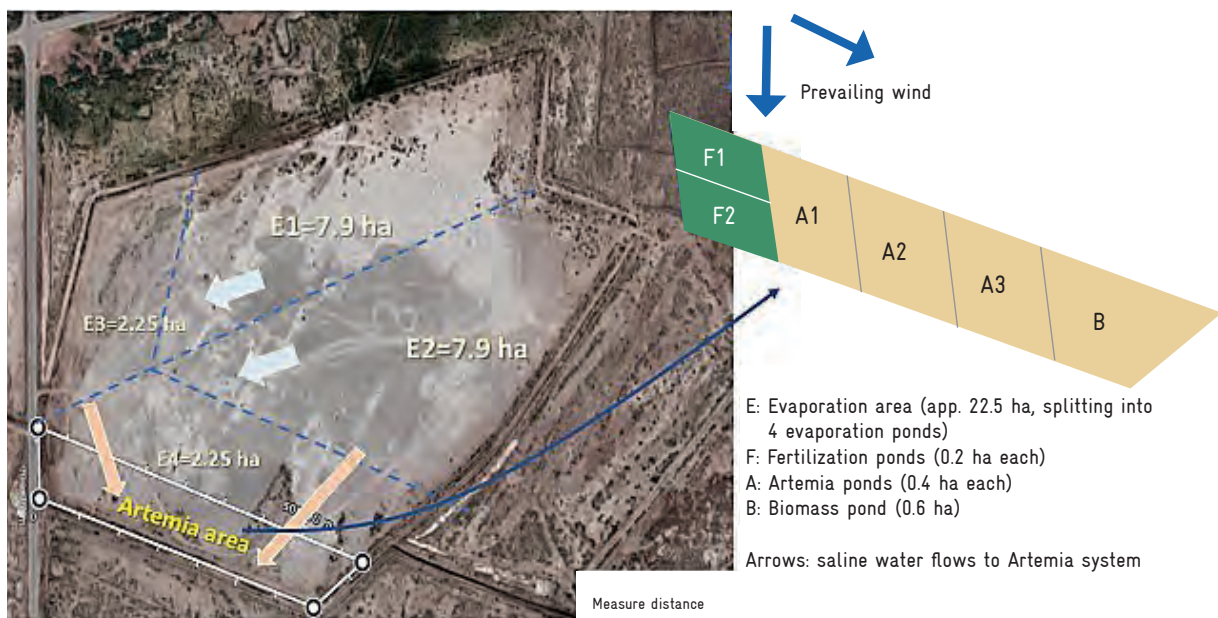 Prevailing wind
F1
F2
A1
A2
A3
B
E1=7.9 ha
E3=2.25 ha
E2=7.9 ha
E4=2.25 ha
Artemia area
E: Evaporation area (app. 22.5 ha, splitting into
4 evaporation ponds)
F: Fertilization ponds (0.2 ha each)
A: Artemia ponds (0.4 ha each)
B: Biomass pond (0.6 ha)
Arrows: saline water flows to Artemia system
Measure distance